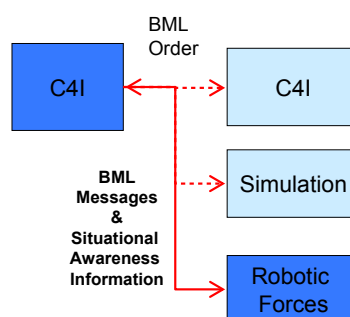 BML
Order
C4I
C4I
BML
Messages
&
Situational
Awareness
Information
Simulation
Robotic
Forces